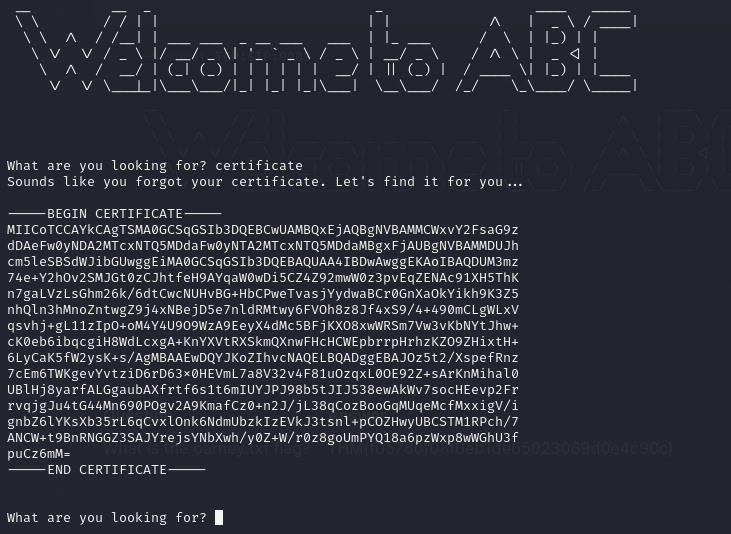 Welcome to ABC
What are you looking for? certificate
Sounds like you forgot your certificate. Let's find it for you...
-----BEGIN CERTIFICATE-----
MIICoTCCAYkCAgTSMA0GCSqGSIb3DQEBCwUAMBQxEjAQBgNVBAMMCWxvY2FsaG9z
dDAeFw0yNDA2MTcxNTQ5MDdaFw0yNTA2MTcxNTQ5MDdaMBgxFjAUBgNVBAMMDUJh
cm5leSBSdWJibGUwggEiMA0GCSqGSIb3DQEBAQUAA4IBDwAwggEKAoIBAQDUM3mz
74e+Y2hOv2SMJGt0zCJhtfeH9AYqaW0wDi5CZ4Z92mwW0z3pvEqZENAc91XH5ThK
n7gaLVzLsGhm26k/6dtCwcNUHvBG+HbCPweTvasjYydwaBCr0GnXaOkYikh9K3Z5
nhQln3hMnoZntwgZ9j4xNBejD5e7nldRMtwy6FVOh8z8Jf4xS9/4+490mCLgWLxV
qsvhj+gL11zIpO+oM4Y4U9O9WzA9EeyX4dMc5BFjKXO8xwWRSm7Vw3vKbNYtJhw+
cK0eb6ibqcgiH8WdLcxgA+KnYXVtRXSkmQXnwFHcHCWEpbrrpHrhzKZO9ZHixtH+
6LyCaK5fW2ysK+s/AgMBAAEwDQYJKoZIhvcNAQELBQADggEBAJOz5t2/XspefRnz
7cEm6TWKgevYvtziD6rD63×0HEVmL7a8V32v4F81uOzqxL0OE92Z+sArKnMihal0
UBlHj8yarfALGgaubAXfrtf6s1t6mIUYJPJ98b5tJIJ538ewAkWv7socHEevp2Fr
rvqjgJu4tG44Mn690POgv2A9KmafCz0+n2J/jL38qCozBooGqMUqeMcfMxxigV/i
gnbZ6lYKsXb35rL6qCvxlOnk6NdmUbzkIzEVkJ3tsnl+pCOZHwyUBCSTM1RPch/7
ANCW+t9BnRNGGZ3SAJYrejsYNbXwh/y0Z+W/r0z8goUmPYQ18a6pzWxp8wWGhU3f
puCz6mM=
-----END CERTIFICATE-----
What are you looking for?